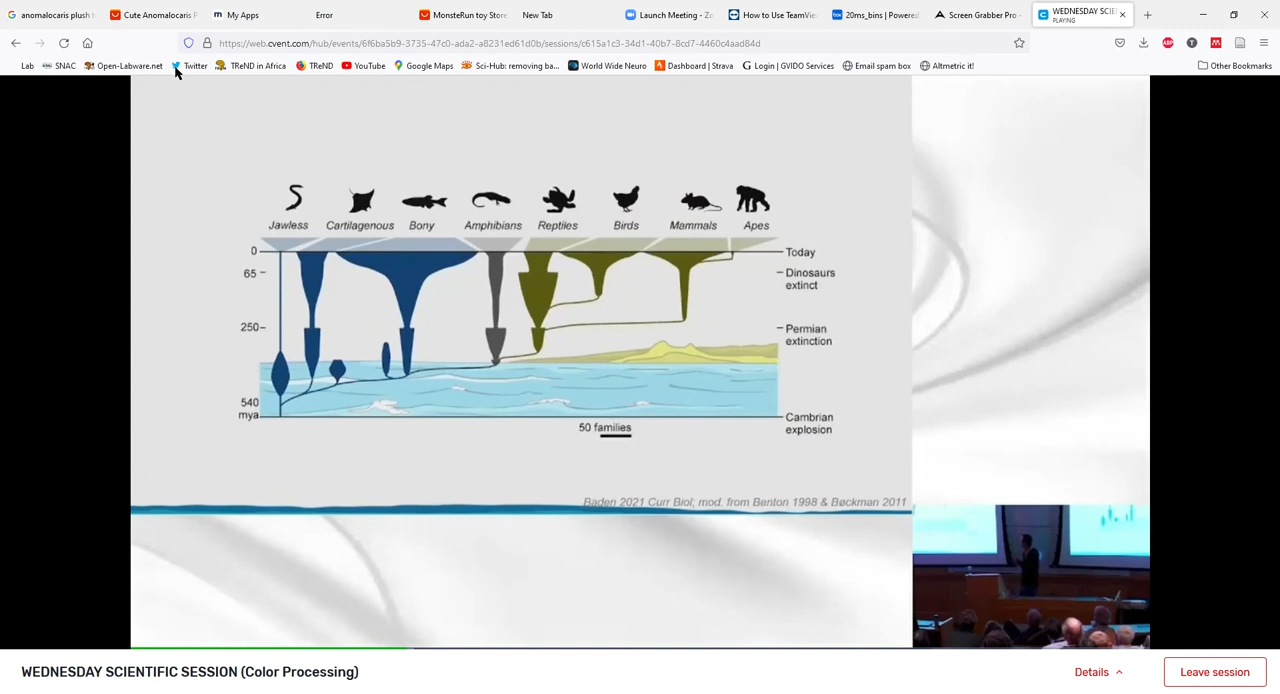 anomalocaris plush t
Cute Anomalocaris P
My Apps
Error
MonsteRun toy Store
New Tab
Launch Meeting - Zo
How to Use TeamVie
20ms_bins | Powered
Screen Grabber Pro -
WEDNESDAY SCIE
PLAYING
https://web.cvent.com/hub/events/6f6ba5b9-3735-47c0-ada2-a8231ed61d0b/sessions/c615a1c3-34d1-40b7-8cd7-4460c4aad84d
Lab
SNAC
Open-Labware.net
Twitter
TReND in Africa
TReND
YouTube
Google Maps
Sci-Hub: removing ba...
World Wide Neuro
Dashboard | Strava
Login | GVIDO Services
Email spam box
Altmetric it!
Other Bookmarks
Jawless
Cartilagenous
Bony
Amphibians
Reptiles
Birds
Mammals
Apes
0
Today
65
Dinosaurs
extinct
250
Permian
extinction
540
mya
Cambrian
explosion
50 families
Baden 2021 Curr Biol; mod. from Benton 1998 & Bøckman 2011
WEDNESDAY SCIENTIFIC SESSION (Color Processing)
Details
Leave session